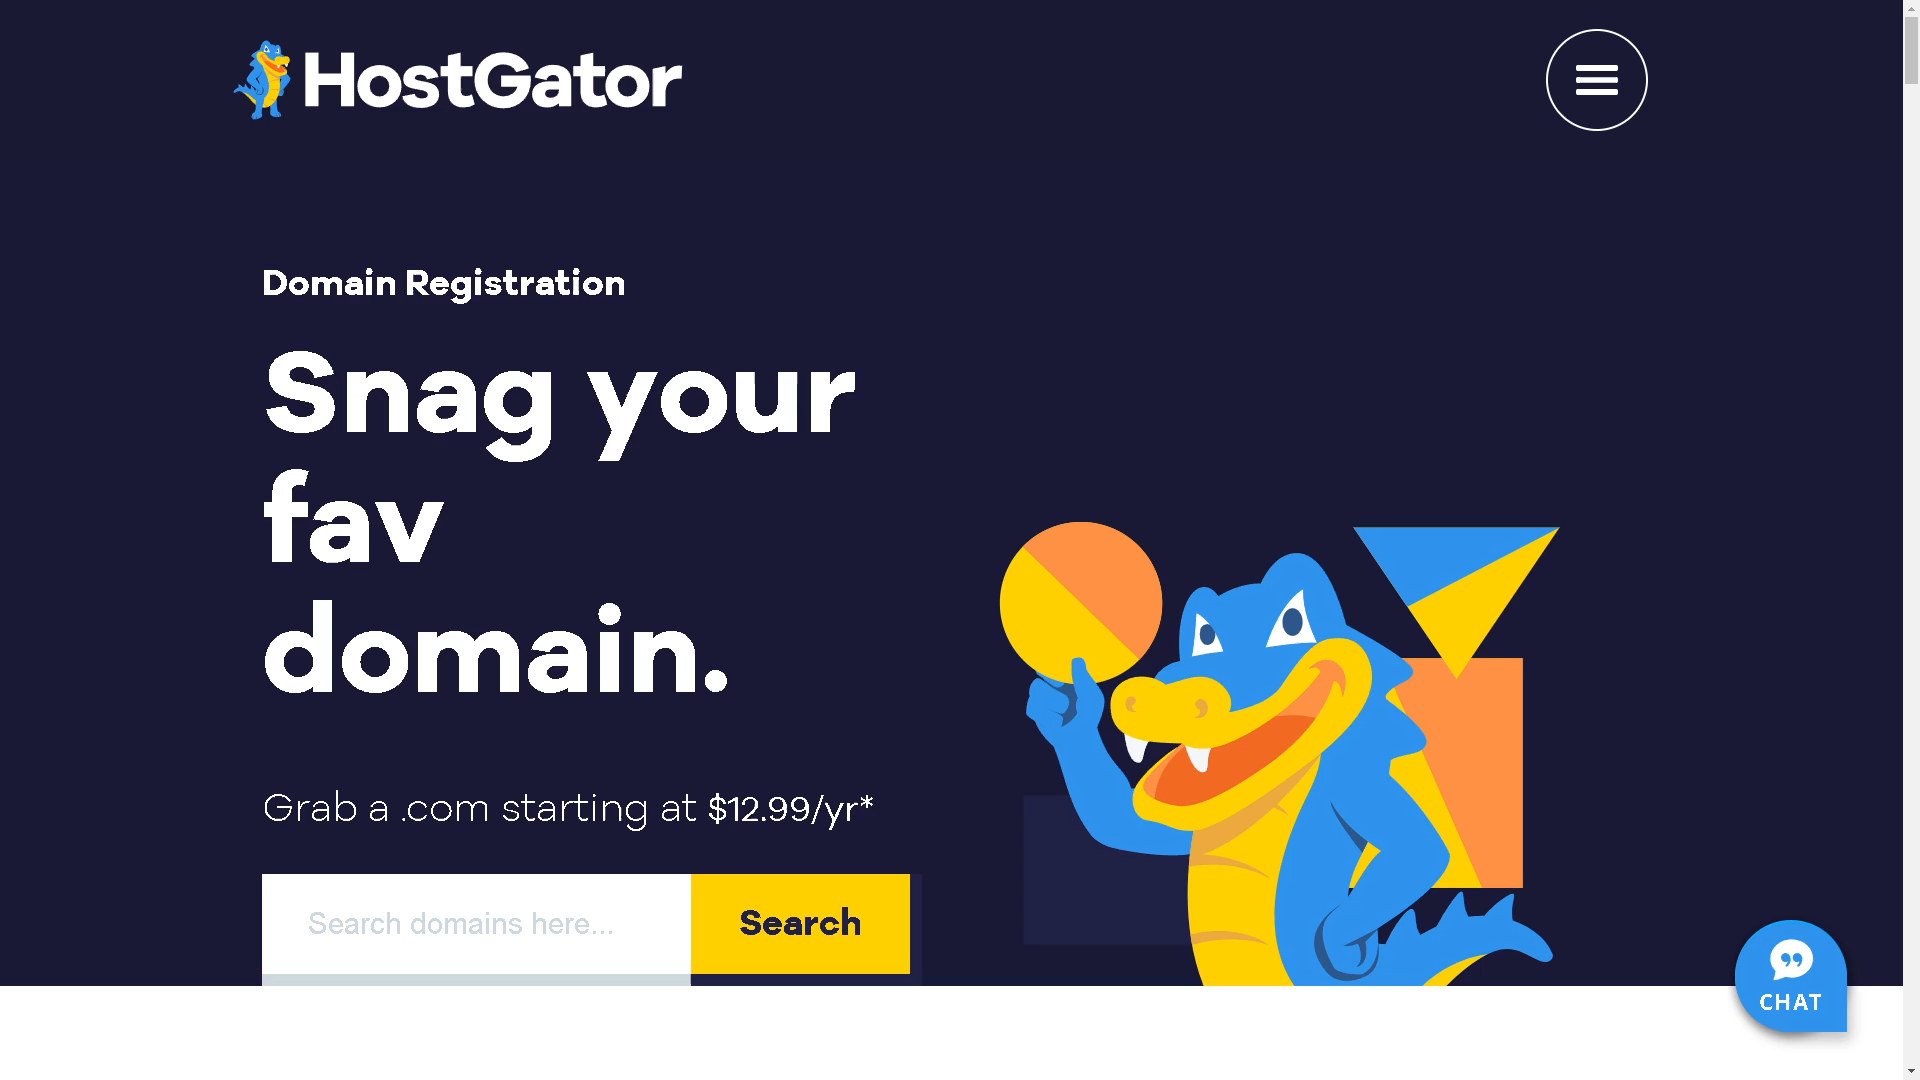 HostGator
Domain Registration
Snag your
fav
domain.
Grab a .com starting at $12.99/yr*
Search domains here...
Search
CHAT